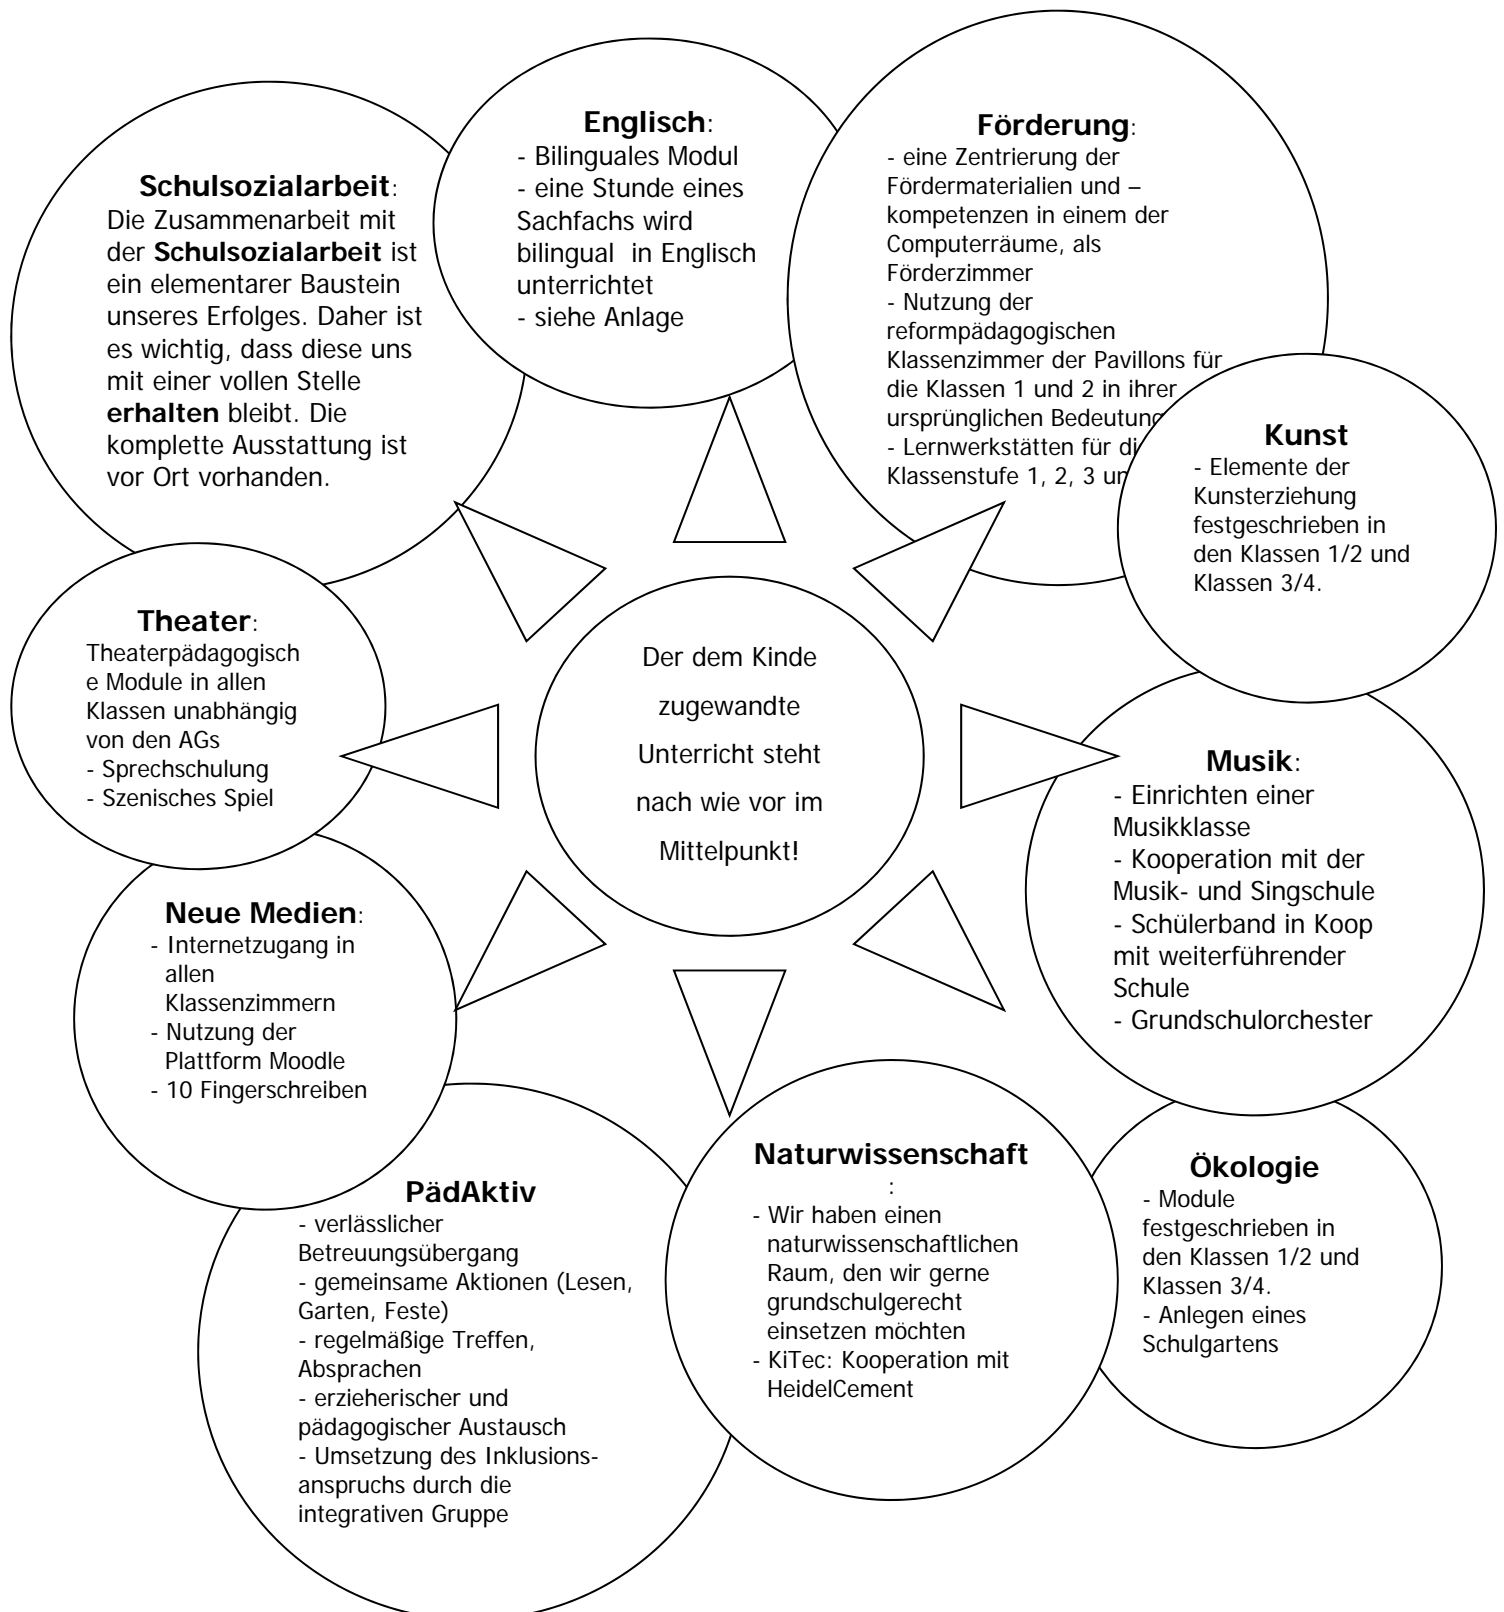 Englisch:
- Bilinguales Modul
- eine Stunde eines
Sachfachs wird
bilingual  in Englisch
unterrichtet
- siehe Anlage
Förderung:
- eine Zentrierung der
Fördermaterialien und –
kompetenzen in einem der
Computerräume, als
Förderzimmer
- Nutzung der
reformpädagogischen
Klassenzimmer der Pavillons für
die Klassen 1 und 2 in ihrer
ursprünglichen Bedeutung
- Lernwerkstätten für di
Klassenstufe 1, 2, 3 un
Schulsozialarbeit:
Die Zusammenarbeit mit
der Schulsozialarbeit ist
ein elementarer Baustein
unseres Erfolges. Daher ist
es wichtig, dass diese uns
mit einer vollen Stelle
erhalten bleibt. Die
komplette Ausstattung ist
vor Ort vorhanden.
Kunst
- Elemente der
Kunsterziehung
festgeschrieben in
den Klassen 1/2 und
Klassen 3/4.
Theater:
Theaterpädagogisch
e Module in allen
Klassen unabhängig
von den AGs
- Sprechschulung
- Szenisches Spiel
Der dem Kinde
zugewandte
Unterricht steht
nach wie vor im
Mittelpunkt!
Musik:
- Einrichten einer
Musikklasse
- Kooperation mit der
Musik- und Singschule
- Schülerband in Koop
mit weiterführender
Schule
- Grundschulorchester
Neue Medien:
- Internetzugang in
allen
Klassenzimmern
- Nutzung der
Plattform Moodle
- 10 Fingerschreiben
PädAktiv
- verlässlicher
Betreuungsübergang
- gemeinsame Aktionen (Lesen,
Garten, Feste)
- regelmäßige Treffen,
Absprachen
- erzieherischer und
pädagogischer Austausch
- Umsetzung des Inklusions-
anspruchs durch die
integrativen Gruppe
Naturwissenschaft
:
- Wir haben einen
naturwissenschaftlichen
Raum, den wir gerne
grundschulgerecht
einsetzen möchten
- KiTec: Kooperation mit
HeidelCement
Ökologie
- Module
festgeschrieben in
den Klassen 1/2 und
Klassen 3/4.
- Anlegen eines
Schulgartens